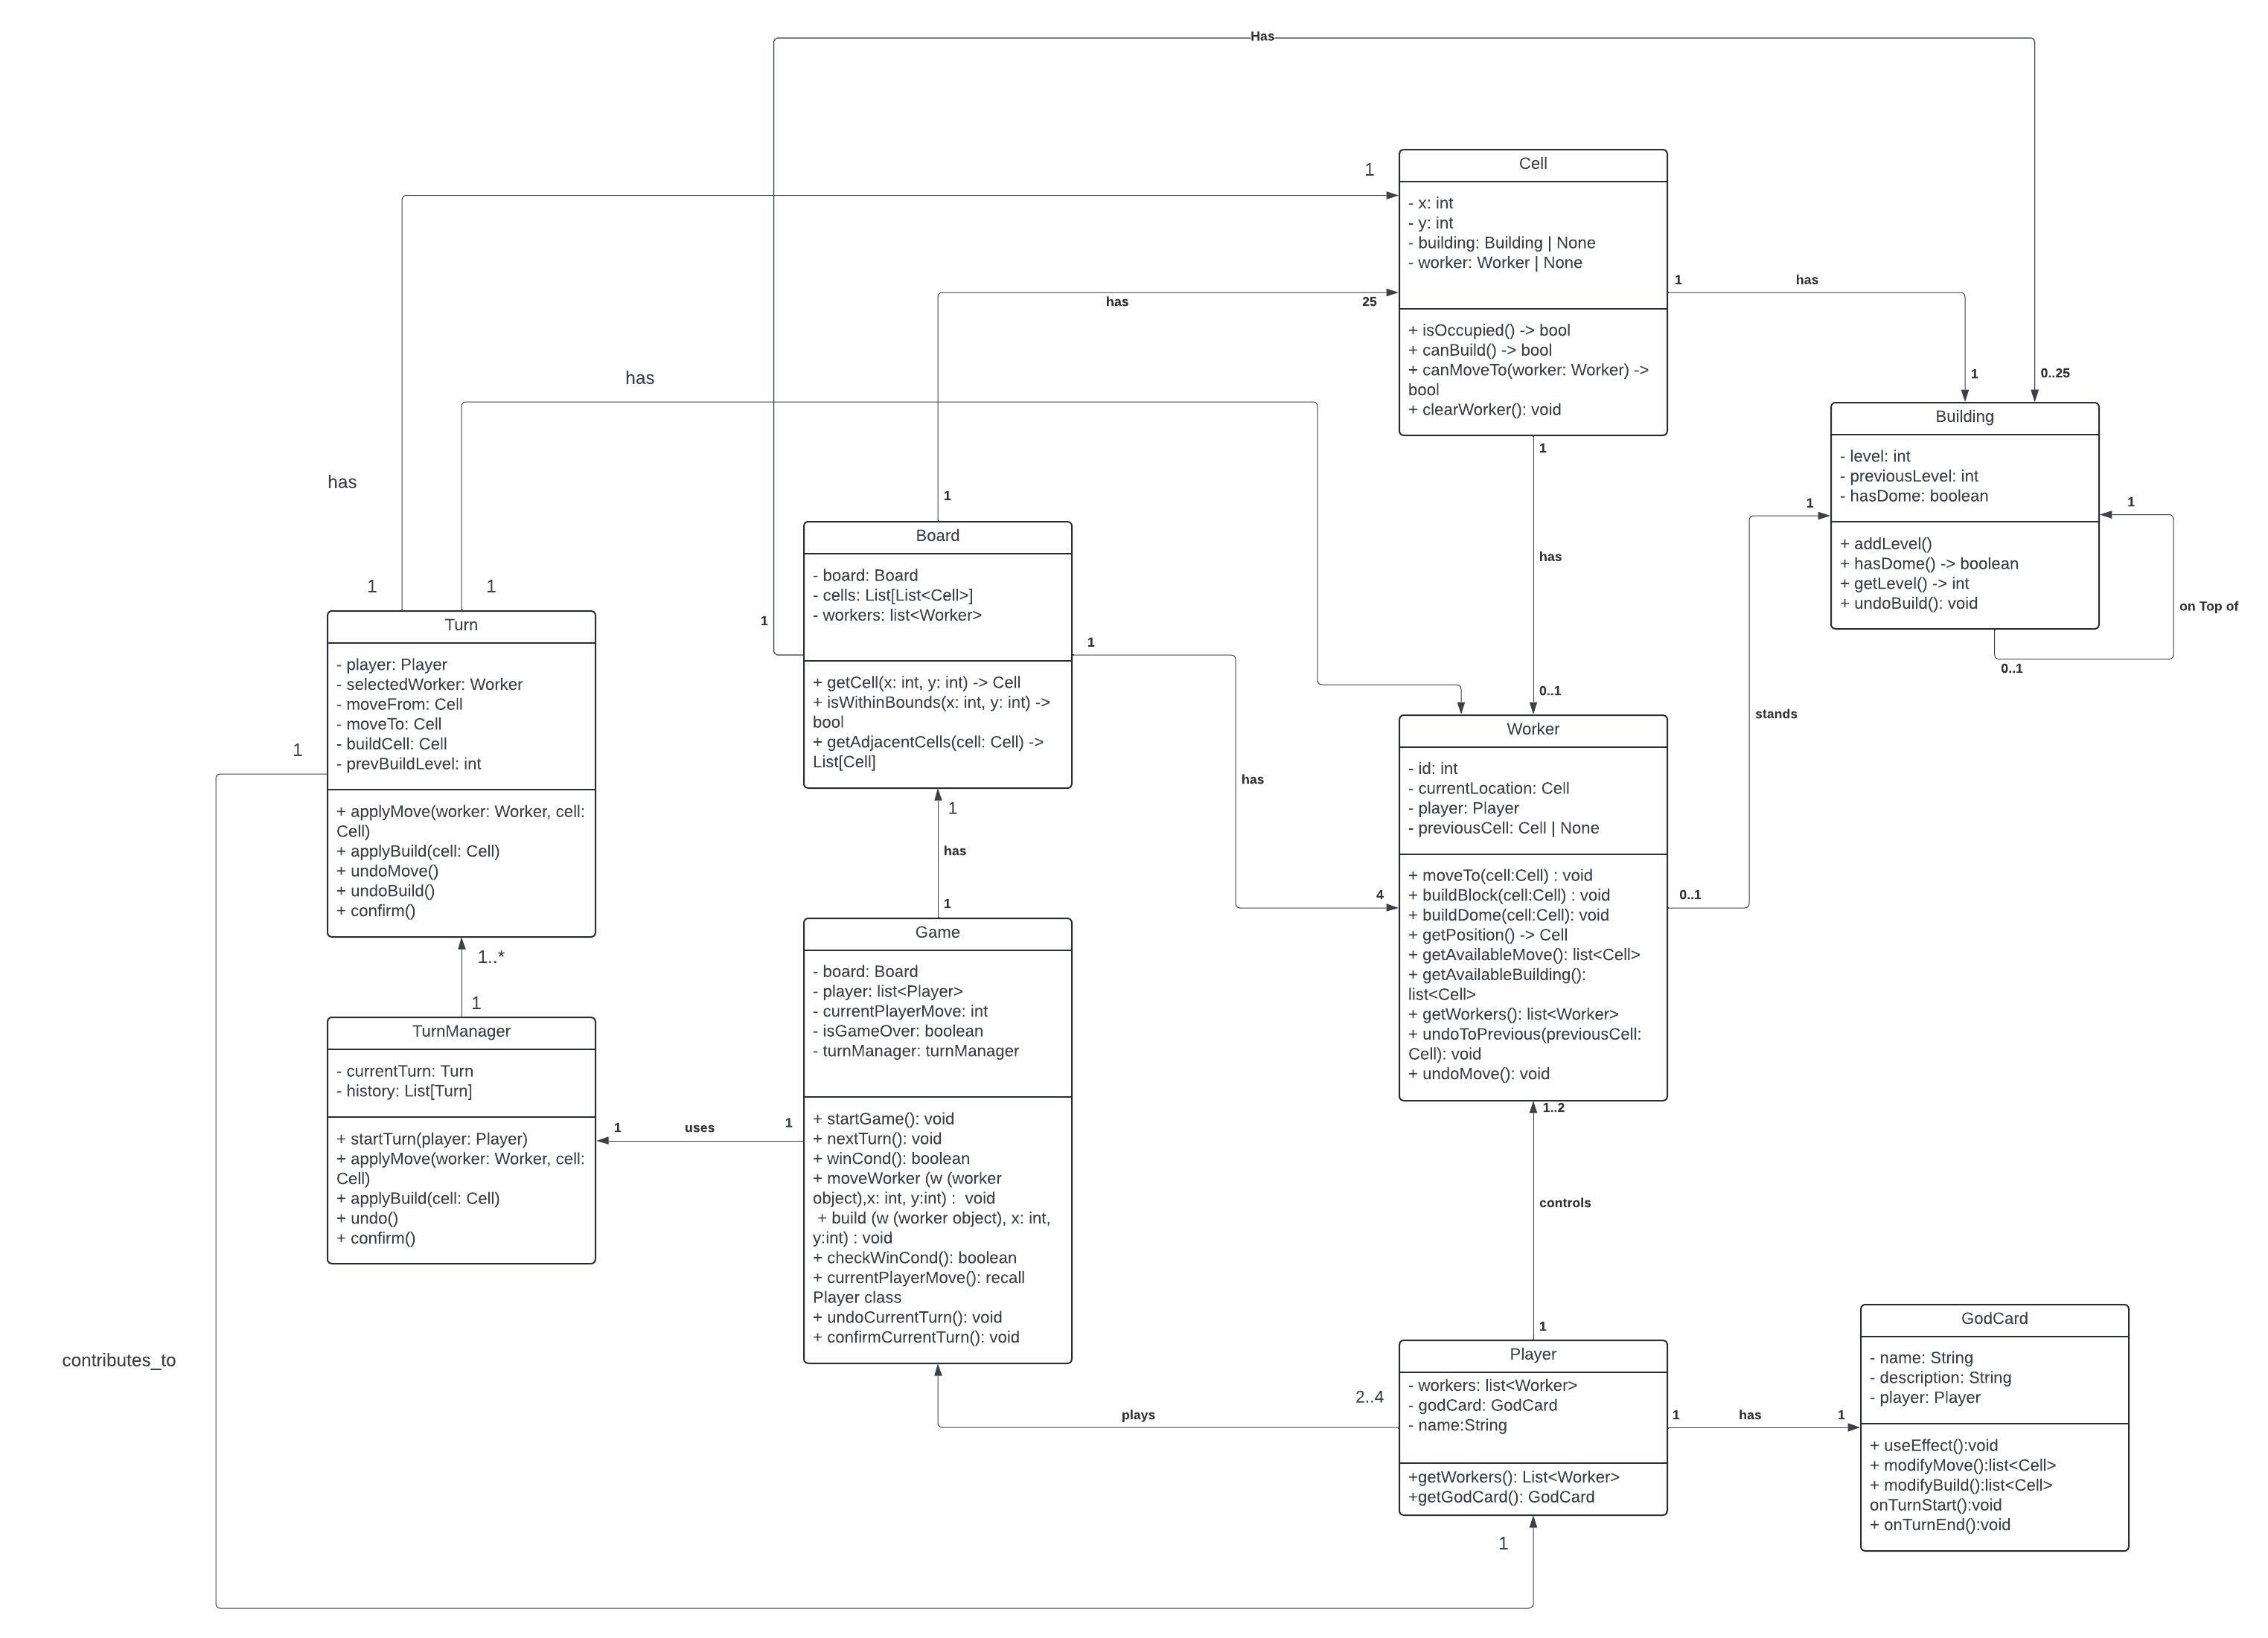 Has
1
Cell
- x: int
- y: int
- building: Building | None
- worker: Worker | None
+ isOccupied() -> bool
+ canBuild() -> bool
+ canMoveTo(worker: Worker) ->
bool
+ clearWorker(): void
has
25
1
has
1
0..25
has
has
1
has
0..1
Building
- level: int
- previousLevel: int
- hasDome: boolean
+ addLevel()
+ hasDome() -> boolean
+ getLevel() -> int
+ undoBuild(): void
1
on Top of
0..1
1
stands
0..1
1
Board
- board: Board
- cells: List[List<Cell>]
- workers: list<Worker>
+ getCell(x: int, y: int) -> Cell
+ isWithinBounds(x: int, y: int) ->
bool
+ getAdjacentCells(cell: Cell) ->
List[Cell]
1
1
has
4
1
1
Turn
- player: Player
- selectedWorker: Worker
- moveFrom: Cell
- moveTo: Cell
- buildCell: Cell
- prevBuildLevel: int
+ applyMove(worker: Worker, cell:
Cell)
+ applyBuild(cell: Cell)
+ undoMove()
+ undoBuild()
+ confirm()
1
1..*
1
Worker
- id: int
- currentLocation: Cell
- player: Player
- previousCell: Cell | None
+ moveTo(cell:Cell) : void
+ buildBlock(cell:Cell) : void
+ buildDome(cell:Cell): void
+ getPosition() -> Cell
+ getAvailableMove(): list<Cell>
+ getAvailableBuilding():
list<Cell>
+ getWorkers(): list<Worker>
+ undoToPrevious(previousCell:
Cell): void
+ undoMove(): void
1
has
1
Game
- board: Board
- player: list<Player>
- currentPlayerMove: int
- isGameOver: boolean
- turnManager: turnManager
+ startGame(): void
+ nextTurn(): void
+ winCond(): boolean
+ moveWorker (w (worker
object),x: int, y:int) :  void
+ build (w (worker object), x: int,
y:int) : void
+ checkWinCond(): boolean
+ currentPlayerMove(): recall
Player class
+ undoCurrentTurn(): void
+ confirmCurrentTurn(): void
TurnManager
- currentTurn: Turn
- history: List[Turn]
+ startTurn(player: Player)
+ applyMove(worker: Worker, cell:
Cell)
+ applyBuild(cell: Cell)
+ undo()
+ confirm()
1
uses
1
1..2
controls
1
contributes_to
plays
2..4
Player
- workers: list<Worker>
- godCard: GodCard
- name:String
+getWorkers(): List<Worker>
+getGodCard(): GodCard
1
has
1
GodCard
- name: String
- description: String
- player: Player
+ useEffect():void
+ modifyMove():list<Cell>
+ modifyBuild():list<Cell>
onTurnStart():void
+ onTurnEnd():void
1